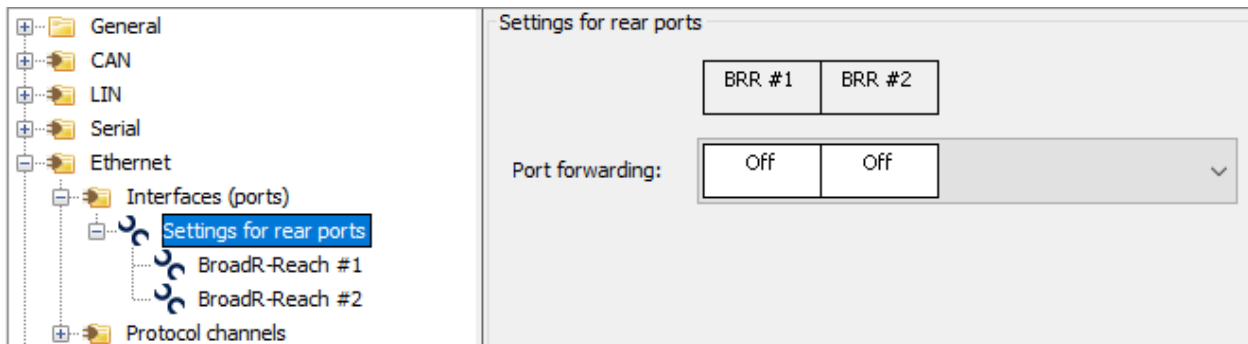 General
CAN
LIN
Serial
Ethernet
Interfaces (ports)
Settings for rear ports
BroadR-Reach #1
BroadR-Reach #2
Protocol channels
Settings for rear ports
BRR #1 BRR #2
Port forwarding: Off Off